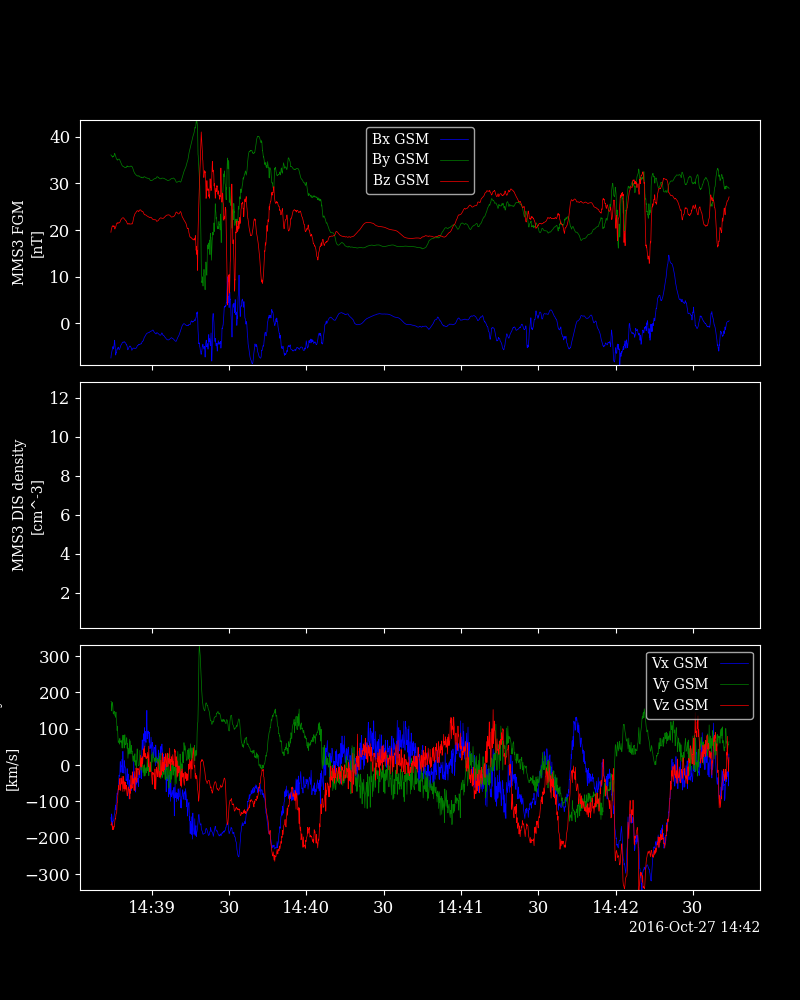 40
30
20
10
0
MMS3 FGM
[nT]
Bx GSM
By GSM
Bz GSM
12
10
8
6
4
2
MMS3 DIS density
[cm^-3]
300
200
100
0
−100
−200
−300
[km/s]
Vx GSM
Vy GSM
Vz GSM
14:39 30 14:40 30 14:41 30 14:42 30
2016-Oct-27 14:42